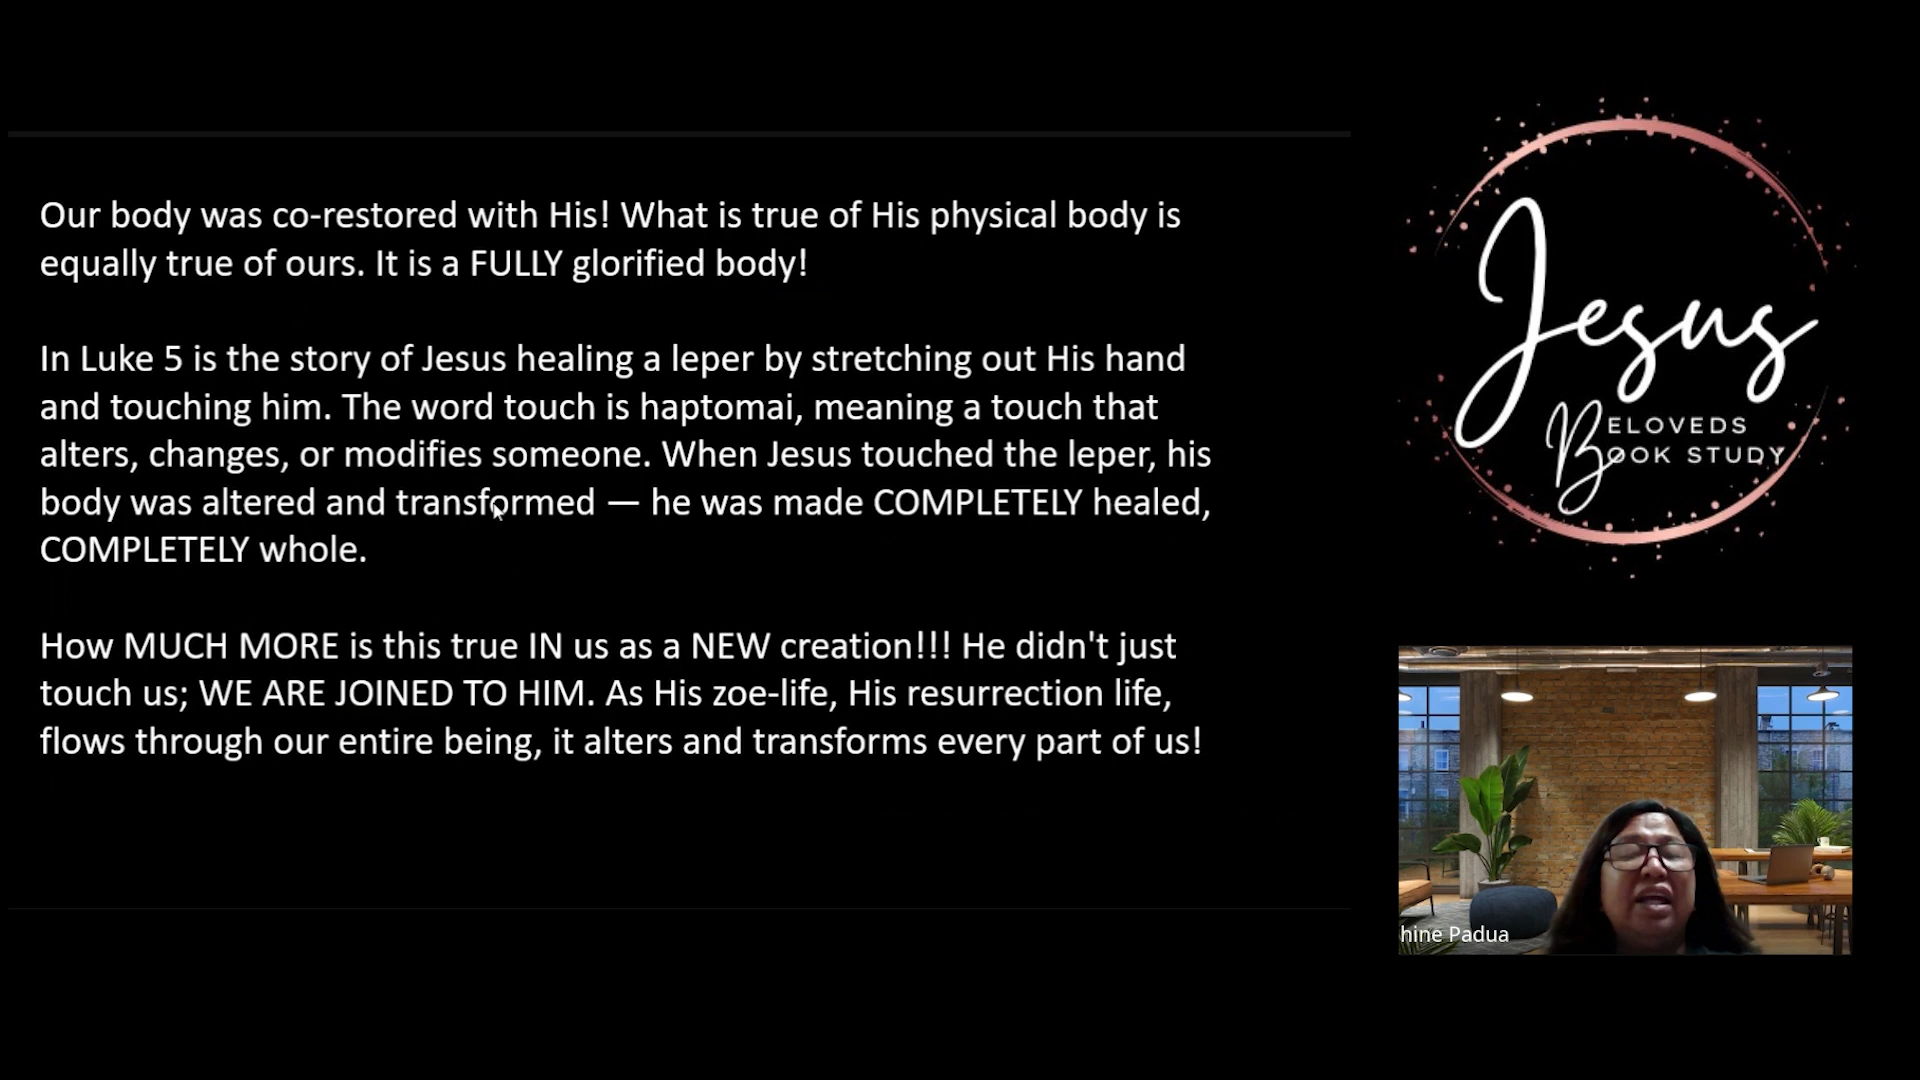 Our body was co-restored with His! What is true of His physical body is
equally true of ours. It is a FULLY glorified body!
In Luke 5 is the story of Jesus healing a leper by stretching out His hand
and touching him. The word touch is haptomai, meaning a touch that
alters, changes, or modifies someone. When Jesus touched the leper, his
body was altered and transformed — he was made COMPLETELY healed,
COMPLETELY whole.
How MUCH MORE is this true IN us as a NEW creation!!! He didn't just
touch us; WE ARE JOINED TO HIM. As His zoe-life, His resurrection life,
flows through our entire being, it alters and transforms every part of us!
Jesus
BELOVEDS
BOOK STUDY
hine Padua